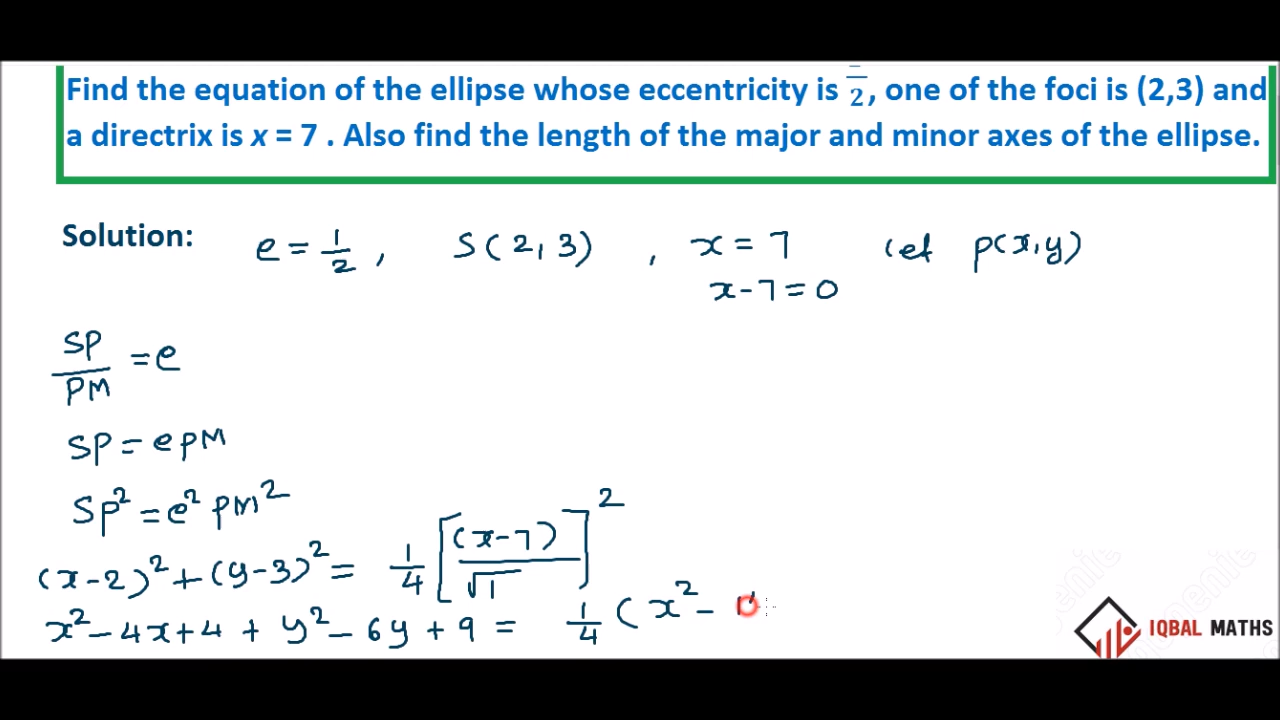 Find the equation of the ellipse whose eccentricity is –/2, one of the foci is (2,3) and
a directrix is x = 7 . Also find the length of the major and minor axes of the ellipse.
Solution: e = 1/2 , S(2,3) , x = 7 let P(x,y)
x-7=0
SP/PM = e
SP = e PM
SP² = e² PM²
(x-2)² + (y-3)² = 1/4 [(x-7)/√1]²
x² - 4x + 4 + y² - 6y + 9 = 1/4 ( x² -
IQBAL MATHS